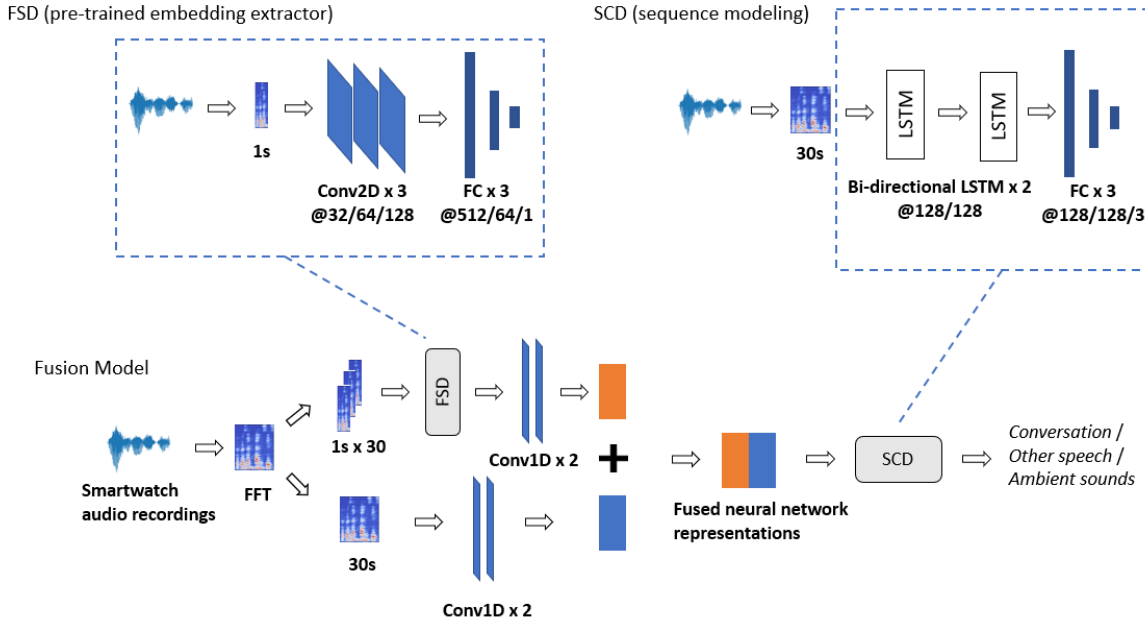 FSD (pre-trained embedding extractor)
1s
Conv2D x 3
@32/64/128
FC x 3
@512/64/1
SCD (sequence modeling)
30s
LSTM
LSTM
Bi-directional LSTM x 2
@128/128
FC x 3
@128/128/3
Fusion Model
Smartwatch
audio recordings
FFT
1s x 30
FSD
Conv1D x 2
30s
Conv1D x 2
+
Fused neural network
representations
SCD
Conversation /
Other speech /
Ambient sounds